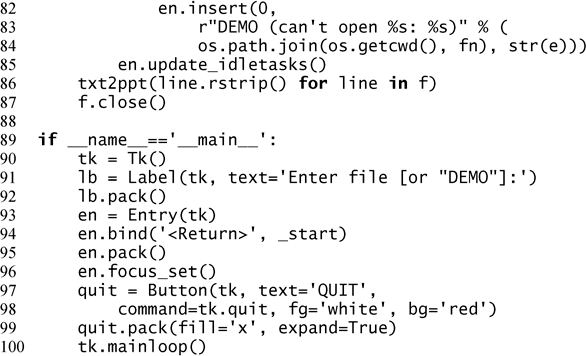 82 en.insert(0,
83 r"DEMO (can't open %s: %s)" % (
84 os.path.join(os.getcwd(), fn), str(e)))
85 en.update_idletasks()
86 txt2ppt(line.rstrip() for line in f)
87 f.close()
88
89 if __name__=='__main__':
90 tk = Tk()
91 lb = Label(tk, text='Enter file [or "DEMO"]:')
92 lb.pack()
93 en = Entry(tk)
94 en.bind('<Return>', _start)
95 en.pack()
96 en.focus_set()
97 quit = Button(tk, text='QUIT',
98 command=tk.quit, fg='white', bg='red')
99 quit.pack(fill='x', expand=True)
100 tk.mainloop()